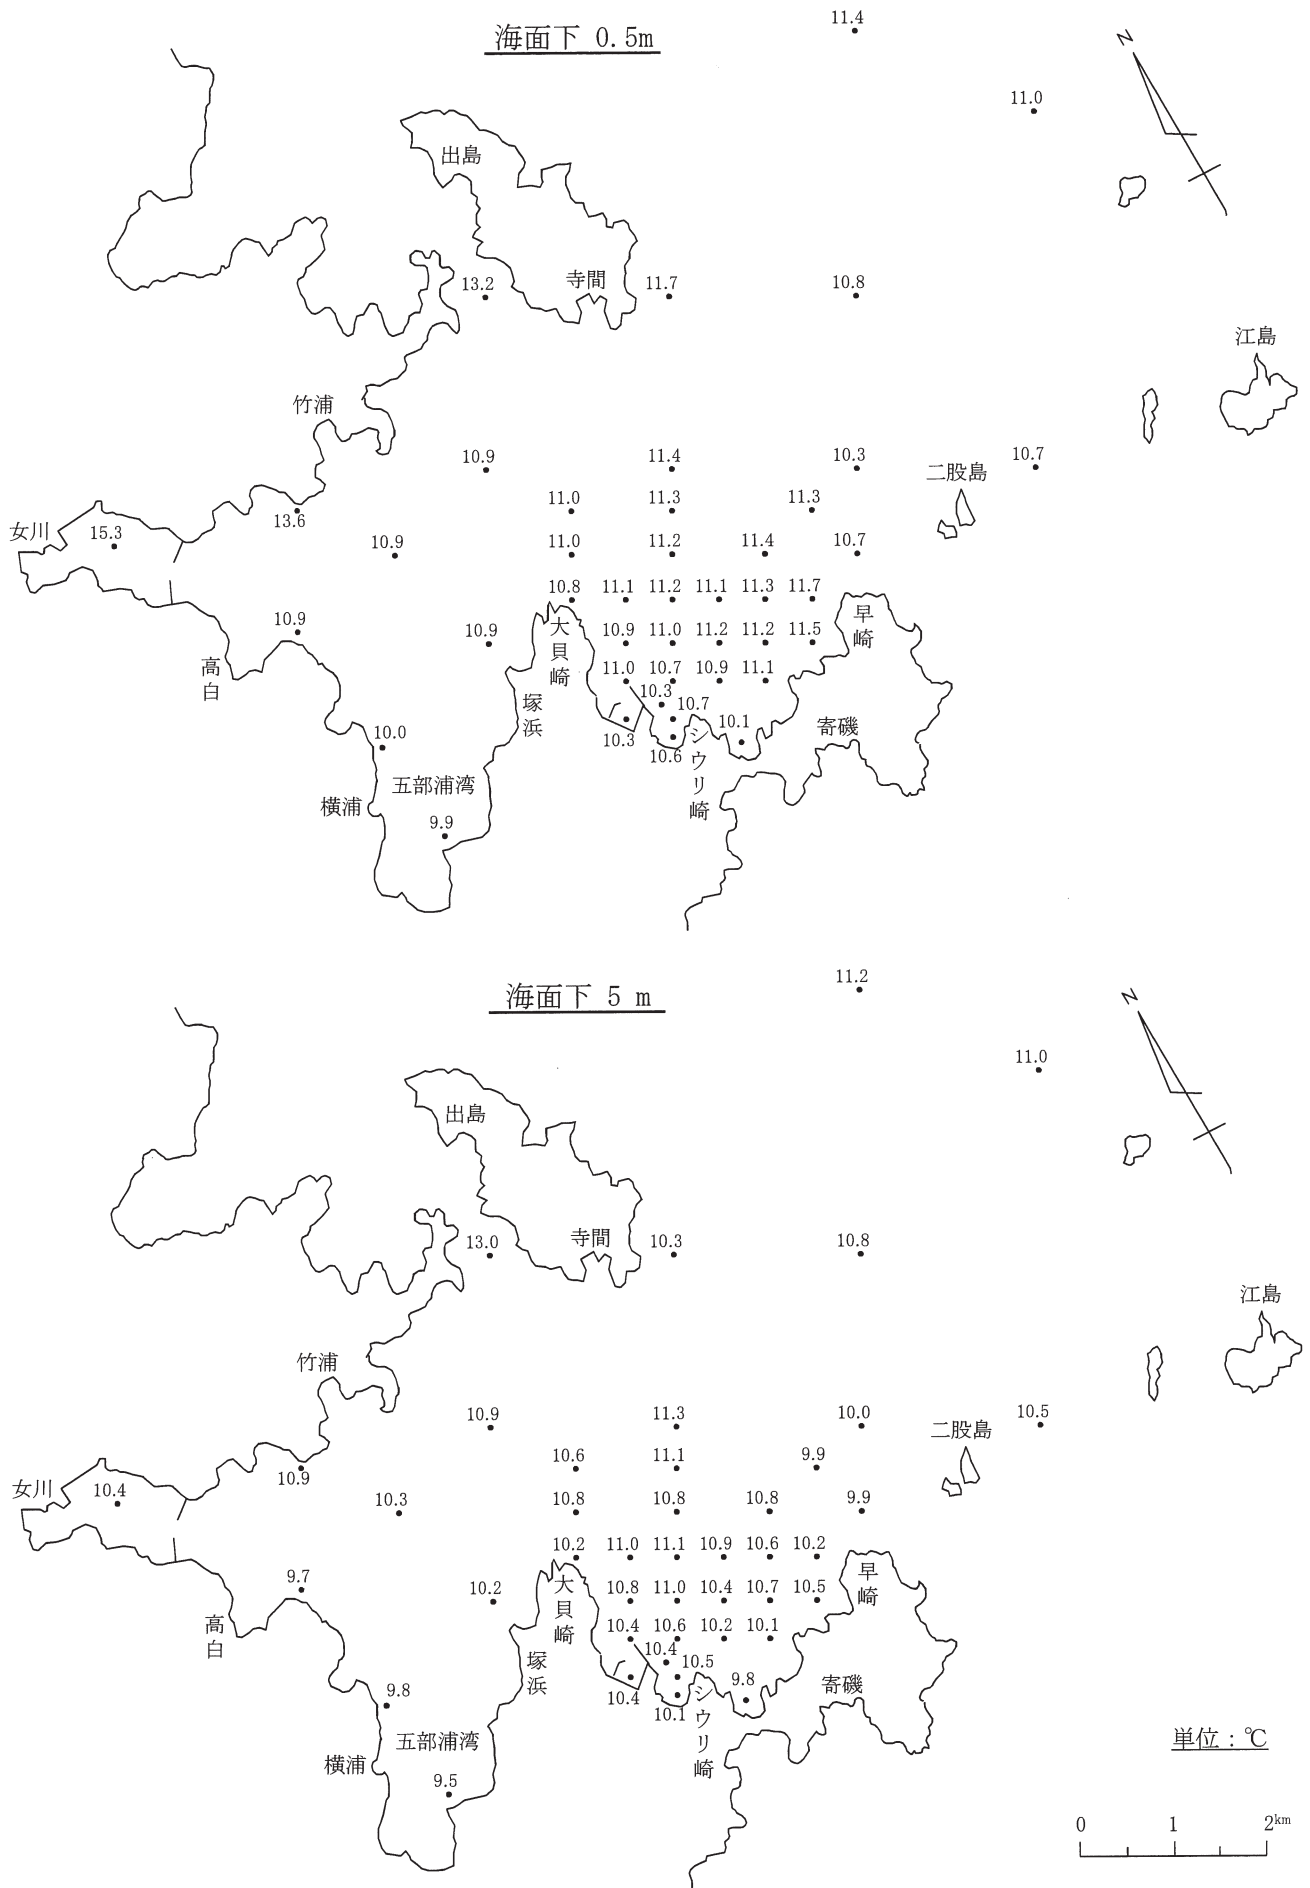 海面下 0.5m
11.4
11.0
N
出島
寺間
13.2
11.7
10.8
江島
竹浦
10.9
11.4
10.3
二股島
10.7
11.0
11.3
11.3
女川
15.3
13.6
10.9
11.0
11.2
11.4
10.7
10.8
11.1
11.2
11.1
11.3
11.7
10.9
10.9
大貝崎
10.9
11.0
11.2
11.2
11.5
早崎
高白
塚浜
11.0
10.7
10.9
11.1
10.3
10.7
10.3
10.6
シウリ崎
10.1
寄磯
10.0
五部浦湾
横浦
9.9
海面下 5 m
11.2
11.0
N
出島
寺間
13.0
10.3
10.8
江島
竹浦
10.9
11.3
10.0
二股島
10.5
10.6
11.1
9.9
女川
10.4
10.9
10.3
10.8
10.8
10.8
9.9
10.2
11.0
11.1
10.9
10.6
10.2
9.7
10.2
大貝崎
10.8
11.0
10.4
10.7
10.5
早崎
高白
塚浜
10.4
10.6
10.2
10.1
10.4
10.5
10.4
10.1
シウリ崎
9.8
寄磯
9.8
五部浦湾
横浦
9.5
単位：℃
0 1 2km